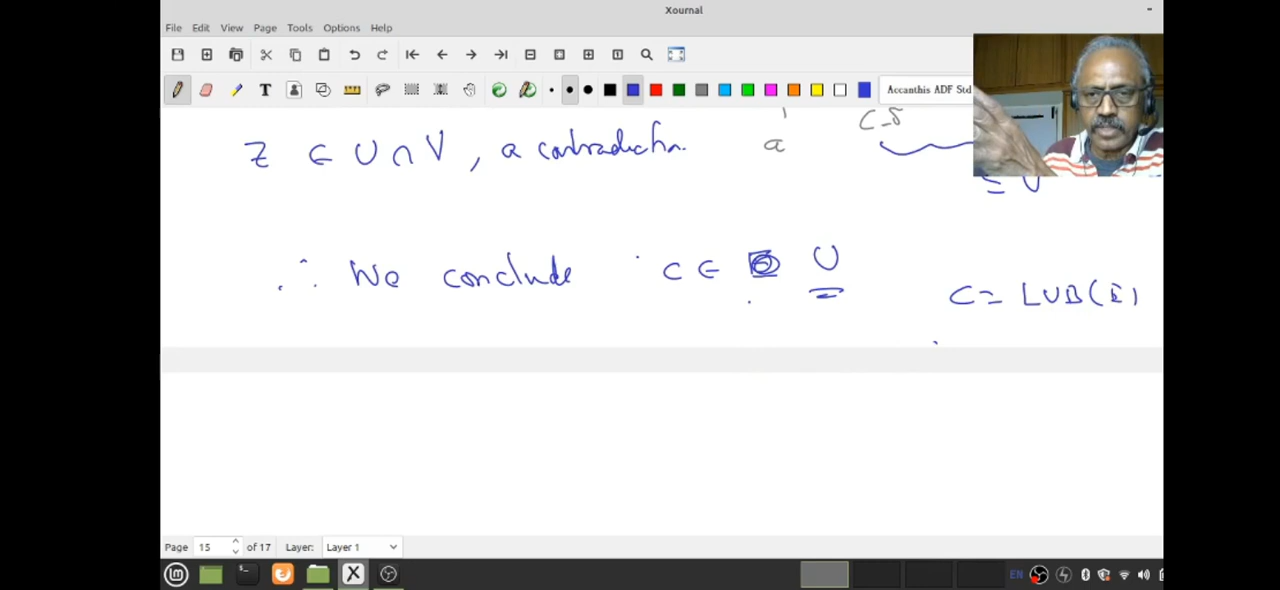 Xournal
File Edit View Page Tools Options Help
Accanthis ADF Std
z ∈ U ∩ V, a contradiction.
a
c-δ
∴ We conclude c ∈ U
c = LUB(E)
Page 15 of 17 Layer: Layer 1
EN